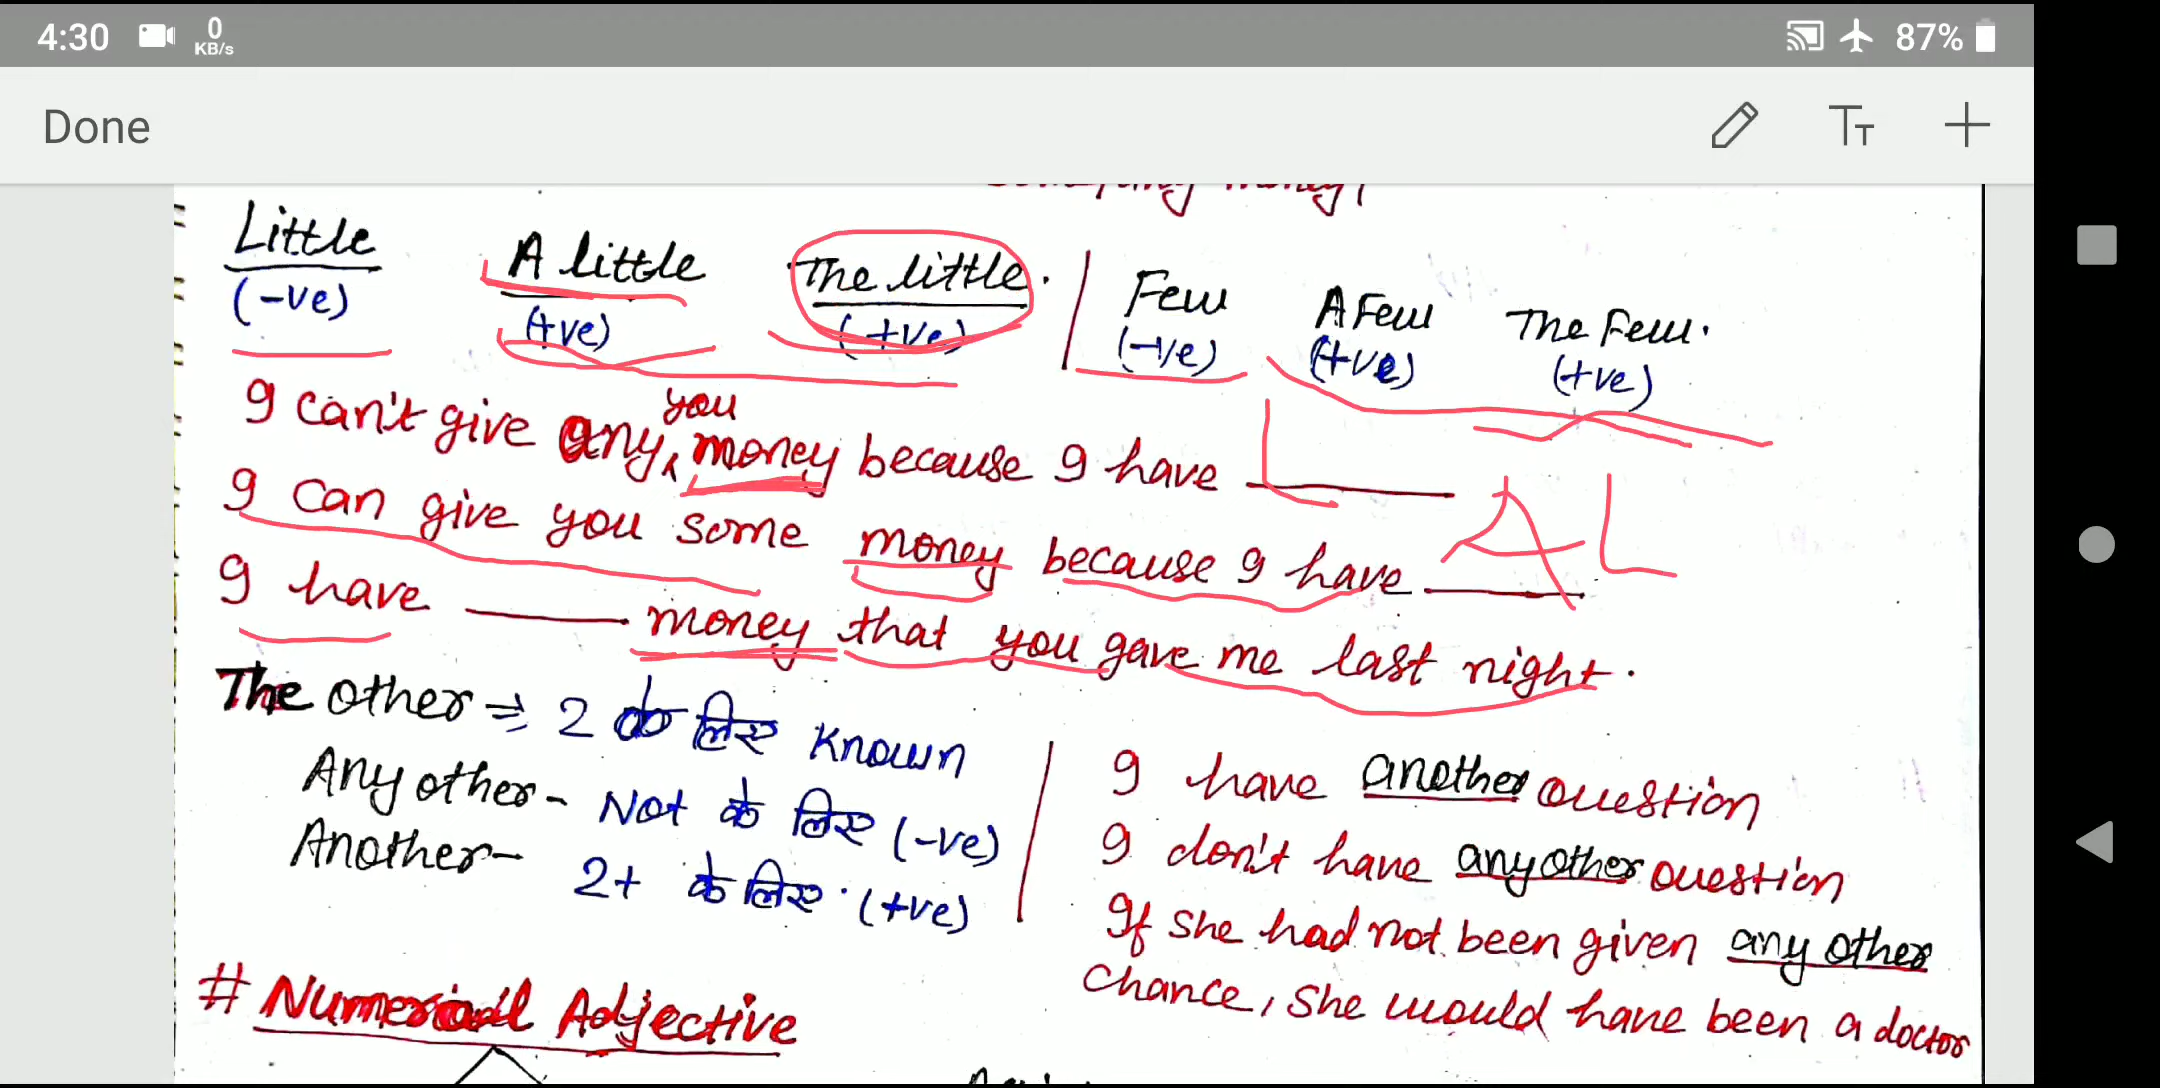 4:30 0 KB/s 87%
Done
Little A little The little. Few A Few The Few.
(-ve) (+ve) (+ve) (-ve) (+ve) (+ve)
I can't give any you money because I have L
I can give you some money because I have AL
I have money that you gave me last night.
The other ⇒ 2 के लिए Known
Any other - Not के लिए (-ve)
Another - 2+ के लिए. (+ve)
I have another question
I don't have any other question
If she had not been given any other
chance, she would have been a doctor
# Numerical Adjective